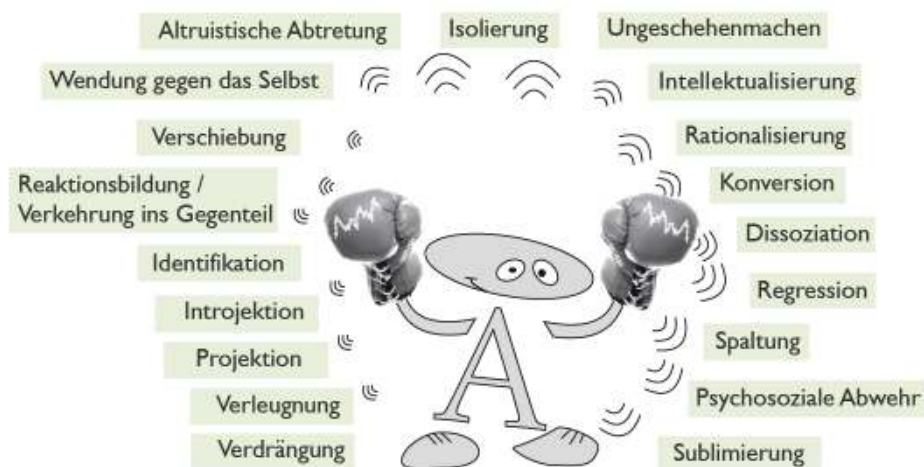 Altruistische Abtretung
Isolierung
Ungeschehenmachen
Wendung gegen das Selbst
Intellektualisierung
Verschiebung
Rationalisierung
Reaktionsbildung /
Verkehrung ins Gegenteil
Konversion
Dissoziation
Identifikation
Regression
Introjektion
Spaltung
Projektion
Psychosoziale Abwehr
Verleugnung
Verdrängung
Sublimierung
A